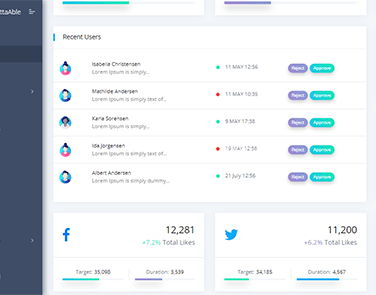 ttaAble
Recent Users
Isabella Christensen
Lorem Ipsum is simply...
11 MAY 12:56
Reject
Approve
Mathilde Andersen
Lorem Ipsum is simply text of...
11 MAY 10:35
Reject
Approve
Karla Sorensen
Lorem Ipsum is simply...
9 MAY 17:38
Reject
Approve
Ida Jorgensen
Lorem Ipsum is simply text of...
19 MAY 12:56
Reject
Approve
Albert Andersen
Lorem Ipsum is simply dummy...
21 July 12:56
Reject
Approve
12,281
+7.2% Total Likes
Target: 35,098
Duration: 3,539
11,200
+6.2% Total Likes
Target: 34,185
Duration: 4,567